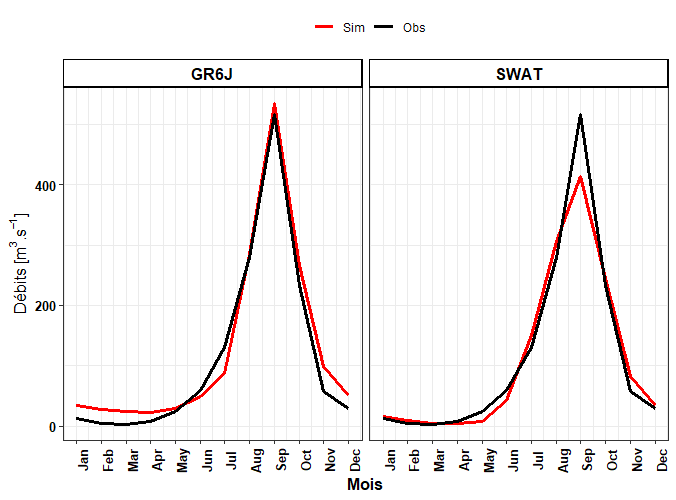 Sim Obs
GR6J SWAT
Débits [m³.s⁻¹]
400
200
0
Jan Feb Mar Apr May Jun Jul Aug Sep Oct Nov Dec Jan Feb Mar Apr May Jun Jul Aug Sep Oct Nov Dec
Mois